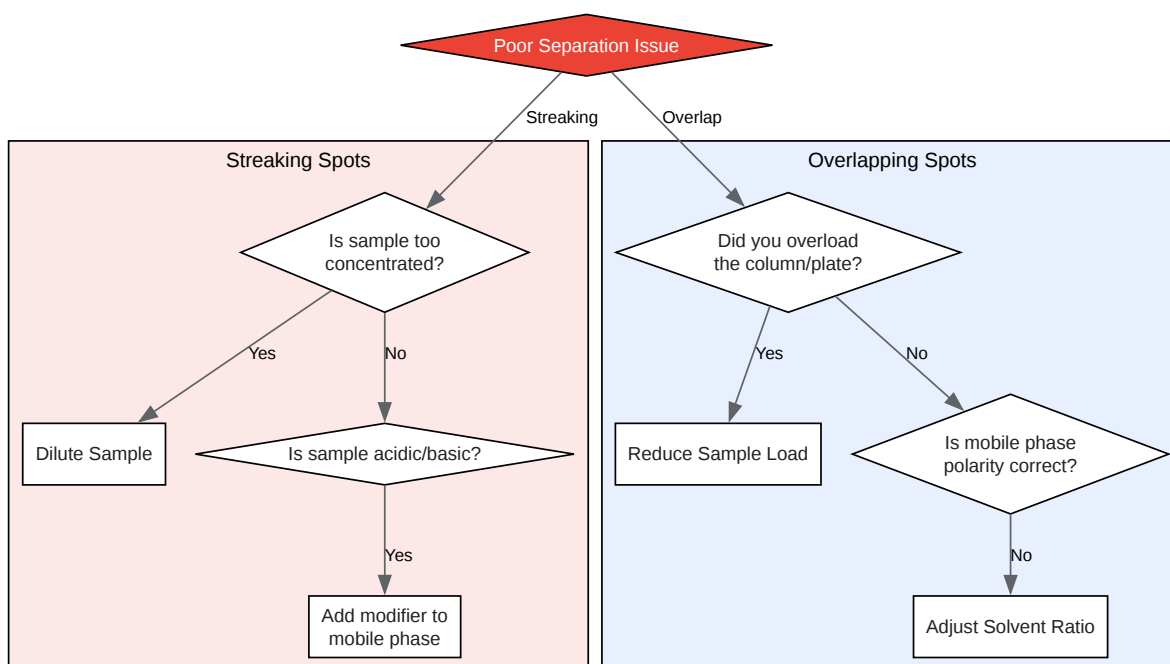 Poor Separation Issue
Streaking
Overlap
Streaking Spots
Is sample too
concentrated?
Yes
No
Dilute Sample
Is sample acidic/basic?
Yes
Add modifier to
mobile phase
Overlapping Spots
Did you overload
the column/plate?
Yes
No
Reduce Sample Load
Is mobile phase
polarity correct?
No
Adjust Solvent Ratio